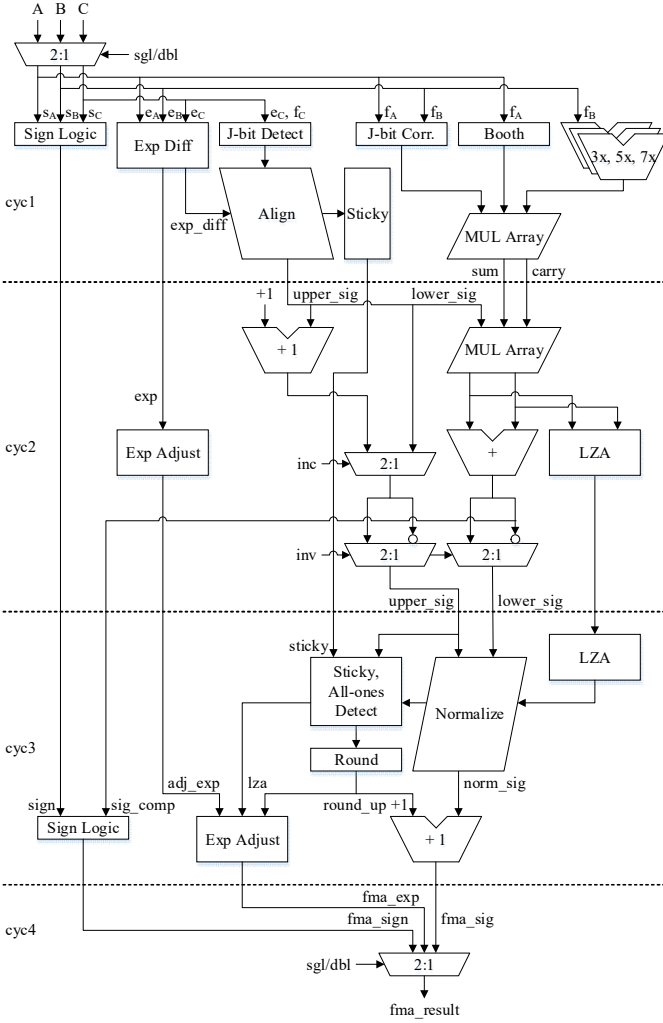 A B C
2:1
sgl/dbl
sA sB sC
eA eB eC
eC, fC
fA
fB
fA
fB
Sign Logic
Exp Diff
J-bit Detect
J-bit Corr.
Booth
3x, 5x, 7x
cyc1
exp_diff
Align
Sticky
MUL Array
sum
carry
+1
upper_sig
lower_sig
+ 1
MUL Array
exp
cyc2
Exp Adjust
inc
2:1
+
LZA
inv
2:1
2:1
upper_sig
lower_sig
sticky
Sticky,
All-ones
Detect
Normalize
LZA
cyc3
Round
adj_exp
lza
norm_sig
sign
sig_comp
round_up +1
Sign Logic
Exp Adjust
+ 1
fma_exp
fma_sign
fma_sig
cyc4
sgl/dbl
2:1
fma_result